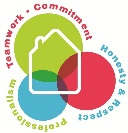 Teamwork • Commitment
Honesty & Respect
Professionalism